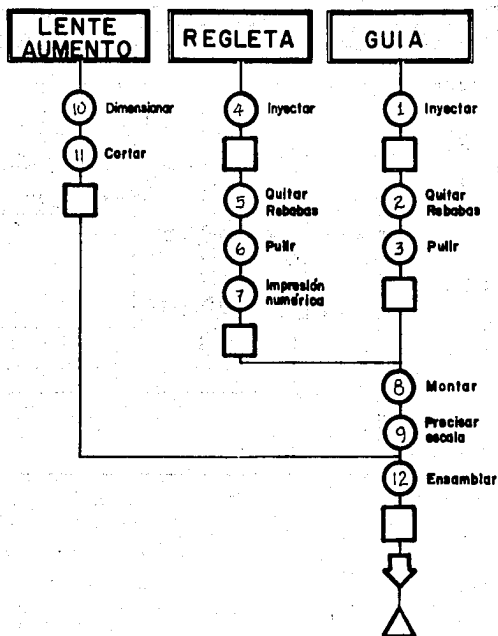 LENTE
AUMENTO
REGLETA
GUIA
10 Dimensionar
11 Cortar
4 Inyectar
5 Quitar
Rebabas
6 Pulir
7 Impresión
numérica
1 Inyectar
2 Quitar
Rebabas
3 Pulir
8 Montar
9 Precisar
escala
12 Ensamblar